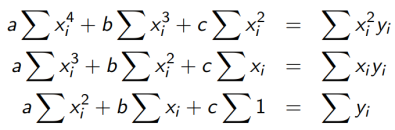 a∑x_i^4 + b∑x_i^3 + c∑x_i^2 = ∑x_i^2 y_i
a∑x_i^3 + b∑x_i^2 + c∑x_i = ∑x_i y_i
a∑x_i^2 + b∑x_i + c∑1 = ∑y_i